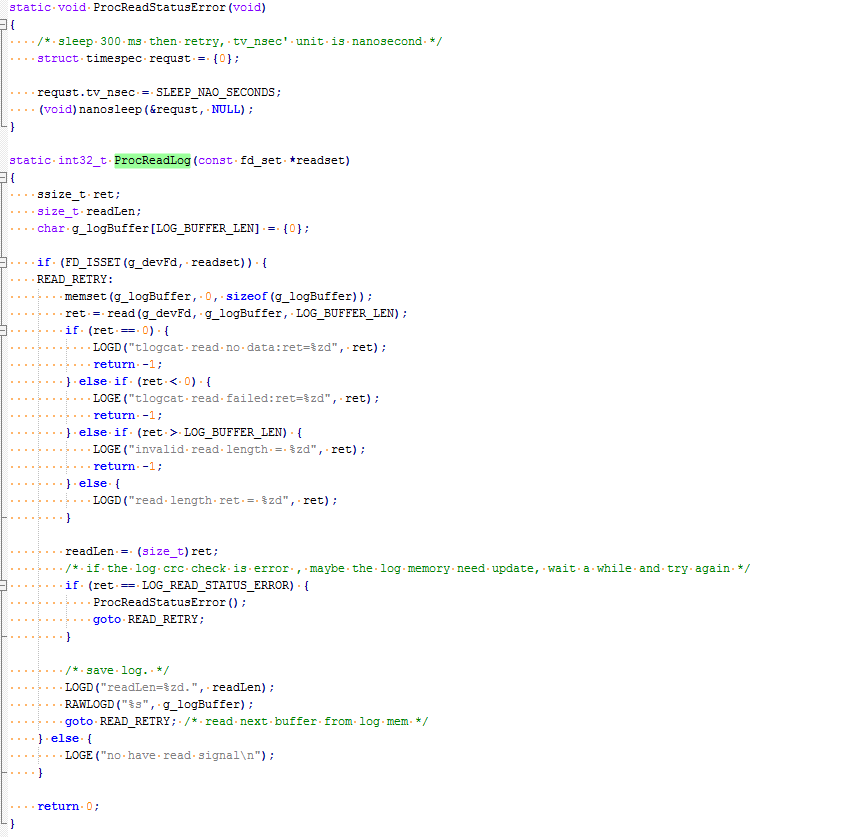 static void ProcReadStatusError(void)
{
    /* sleep 300 ms then retry, tv_nsec' unit is nanosecond */
    struct timespec requst = {0};

    requst.tv_nsec = SLEEP_NAO_SECONDS;
    (void)nanosleep(&requst, NULL);
}

static int32_t ProcReadLog(const fd_set *readset)
{
    ssize_t ret;
    size_t readLen;
    char g_logBuffer[LOG_BUFFER_LEN] = {0};

    if (FD_ISSET(g_devFd, readset)) {
    READ_RETRY:
        memset(g_logBuffer, 0, sizeof(g_logBuffer));
        ret = read(g_devFd, g_logBuffer, LOG_BUFFER_LEN);
        if (ret == 0) {
            LOGD("tlogcat read no data:ret=%zd", ret);
            return -1;
        } else if (ret < 0) {
            LOGE("tlogcat read failed:ret=%zd", ret);
            return -1;
        } else if (ret > LOG_BUFFER_LEN) {
            LOGE("invalid read length = %zd", ret);
            return -1;
        } else {
            LOGD("read length ret = %zd", ret);
        }

        readLen = (size_t)ret;
        /* if the log crc check is error , maybe the log memory need update, wait a while and try again */
        if (ret == LOG_READ_STATUS_ERROR) {
            ProcReadStatusError();
            goto READ_RETRY;
        }

        /* save log. */
        LOGD("readLen=%zd.", readLen);
        RAWLOGD("%s", g_logBuffer);
        goto READ_RETRY; /* read next buffer from log mem */
    } else {
        LOGE("no have read signal\n");
    }

    return 0;
}